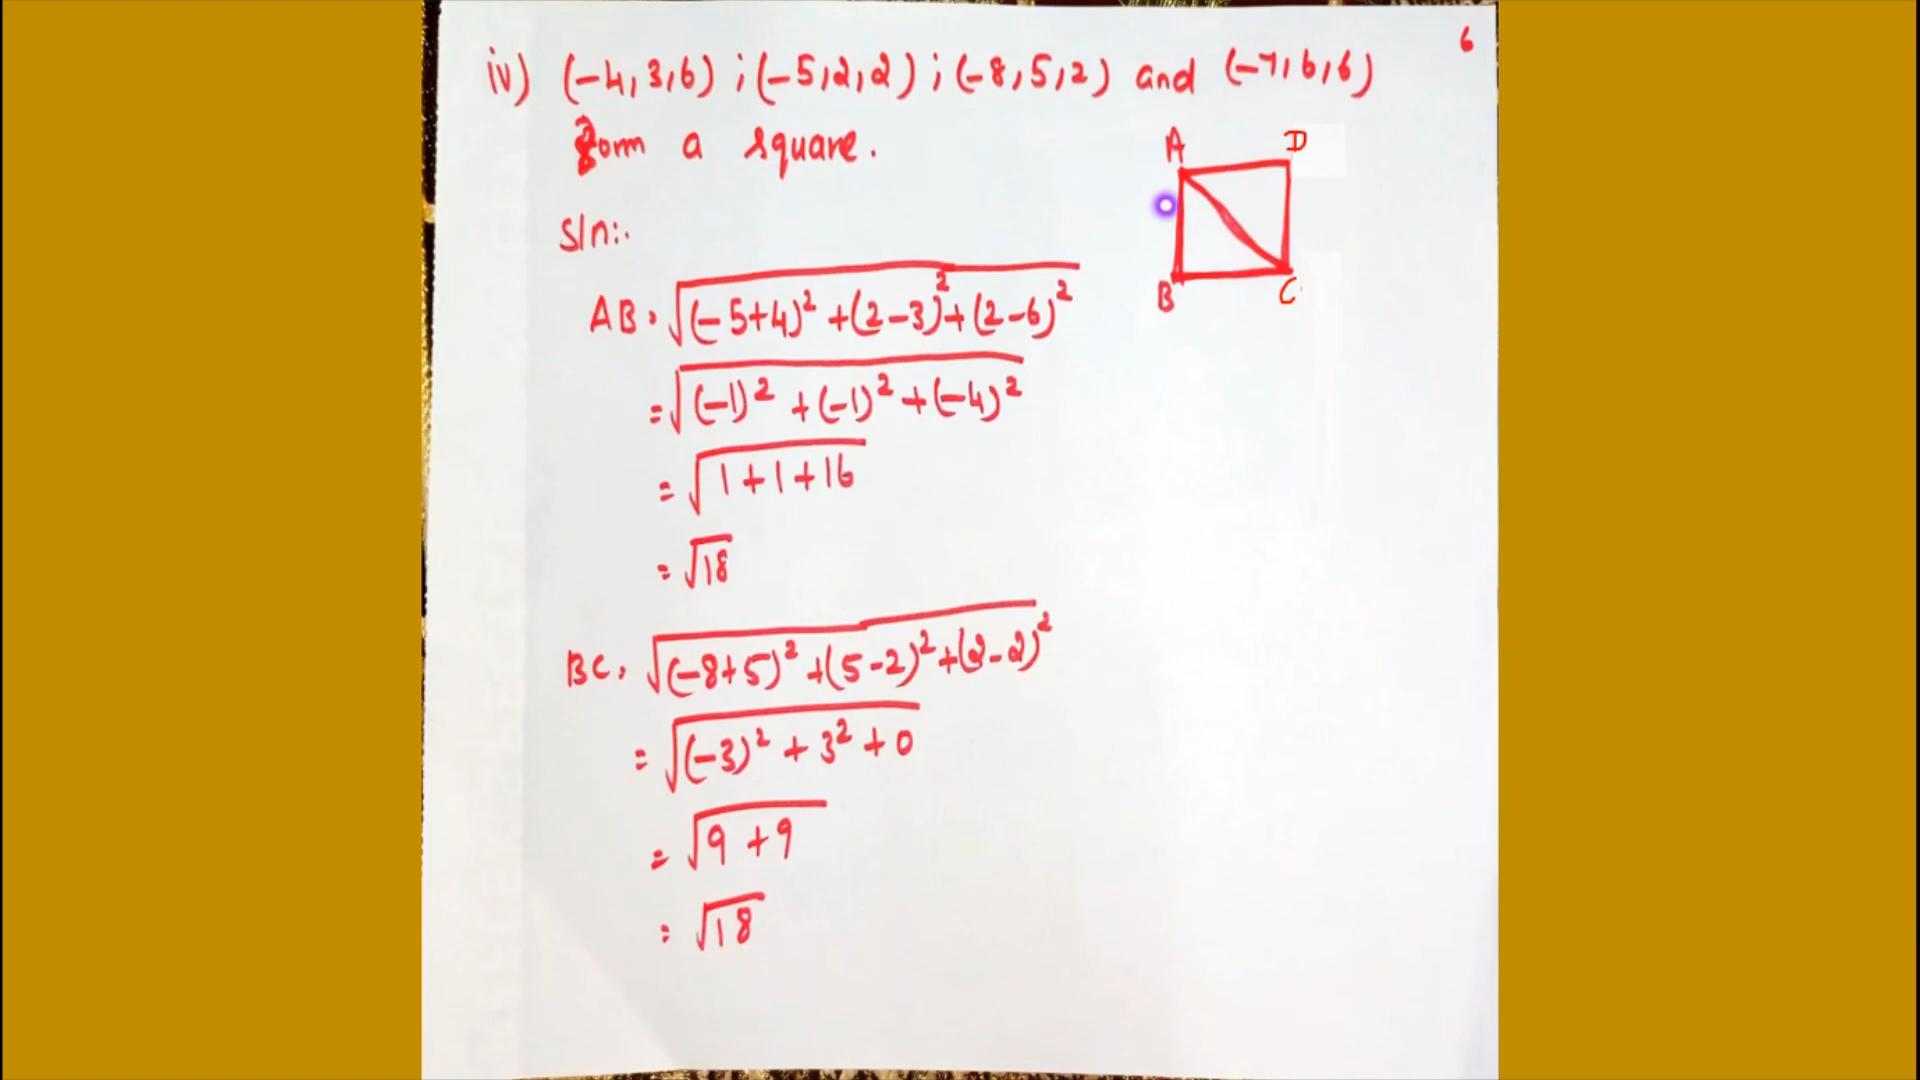 6
iv) (-4,3,6) ; (-5,2,2) ; (-8,5,2) and (-7,6,6)
form a square.
A D
B C
Sln:.
AB = √(-5+4)² + (2-3)² + (2-6)²
= √(-1)² + (-1)² + (-4)²
= √1+1+16
= √18
BC = √(-8+5)² + (5-2)² + (2-2)²
= √(-3)² + 3² + 0
= √9+9
= √18